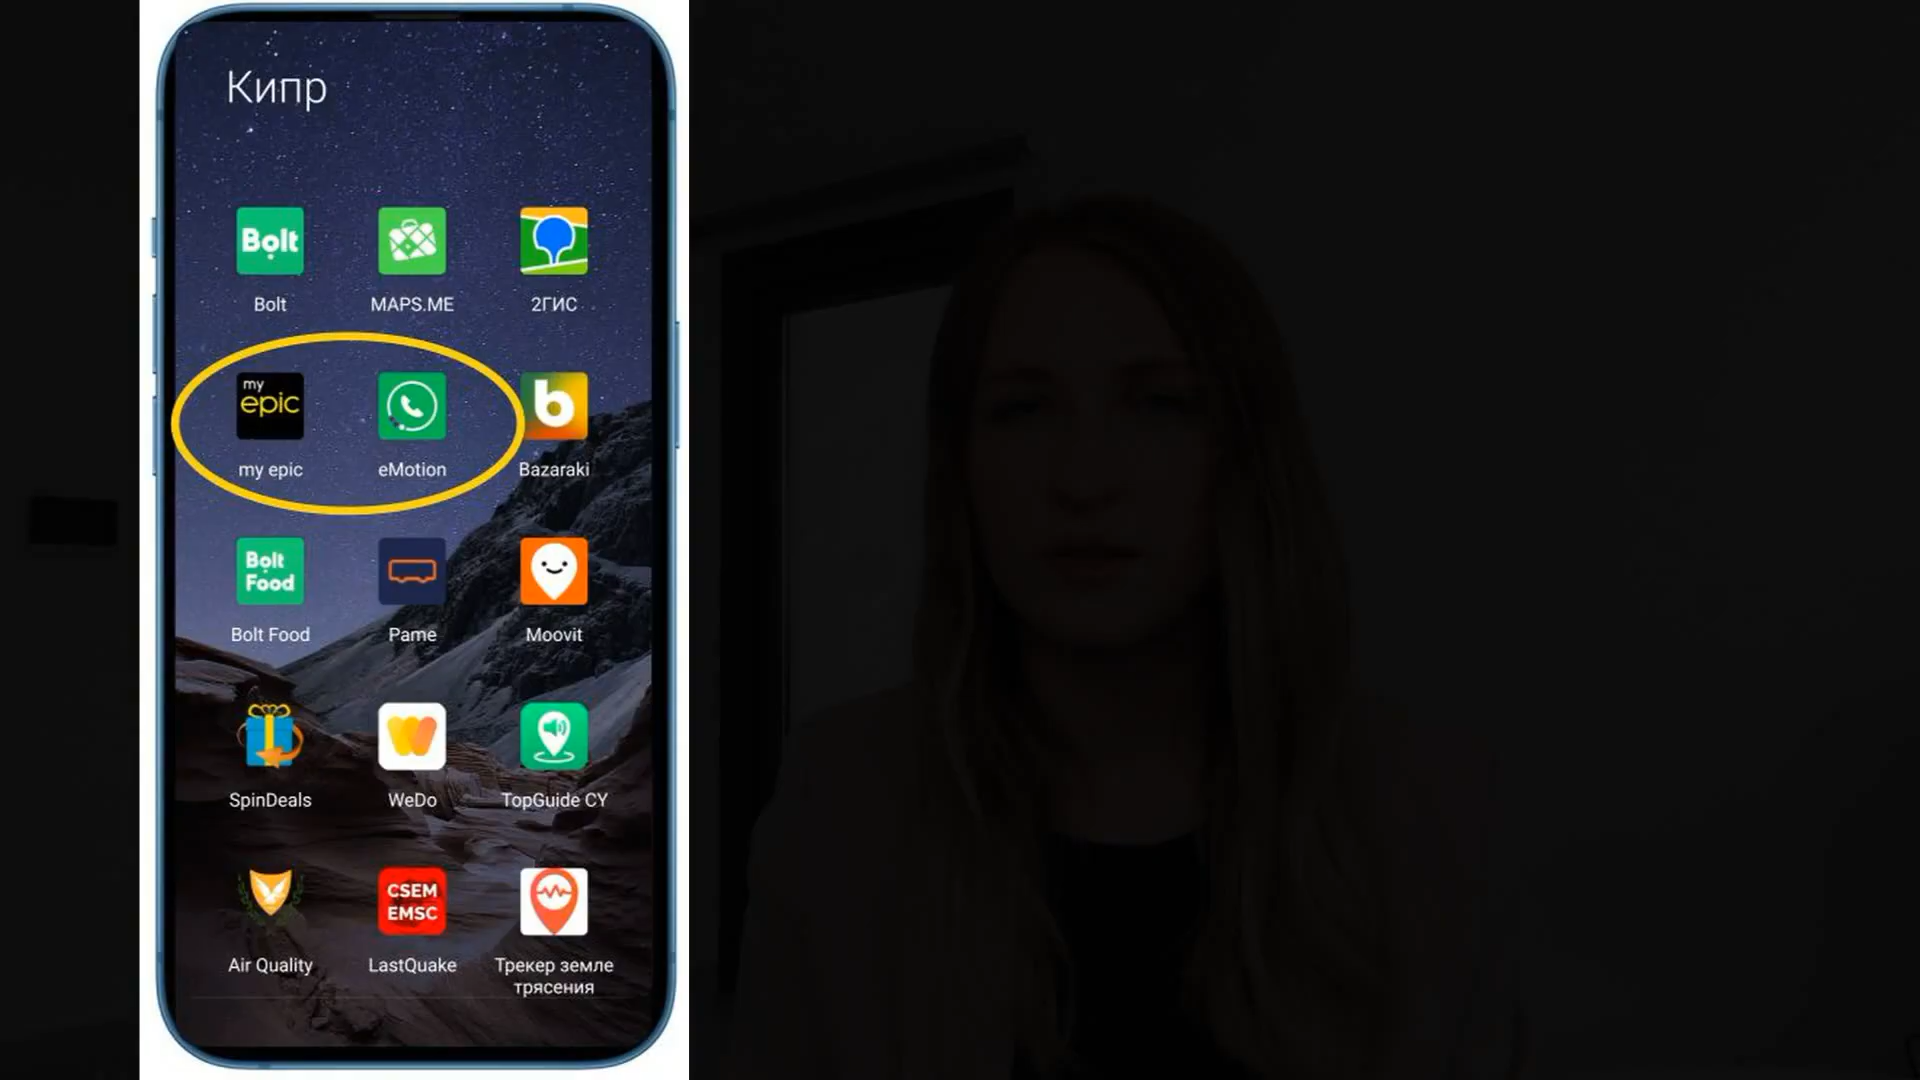 Кипр
Bolt
MAPS.ME
Bolt
2ГИС
my
epic
b
my epic
eMotion
Bazaraki
Bolt
Food
Bolt Food
Pame
Moovit
SpinDeals
WeDo
TopGuide CY
CSEM
EMSC
Air Quality
LastQuake
Трекер земле
трясения